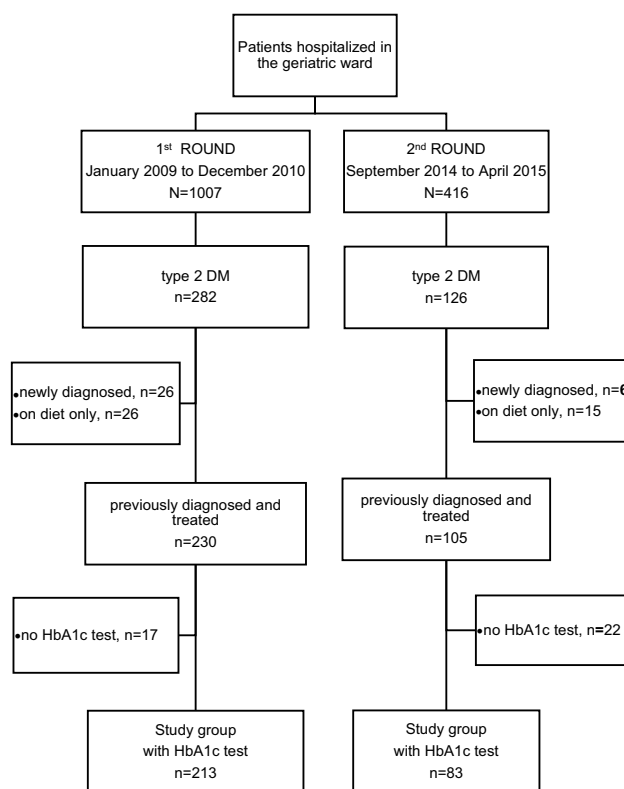 Patients hospitalized in
the geriatric ward
1st ROUND
January 2009 to December 2010
N=1007
2nd ROUND
September 2014 to April 2015
N=416
type 2 DM
n=282
type 2 DM
n=126
•newly diagnosed, n=26
•on diet only, n=26
•newly diagnosed, n=6
•on diet only, n=15
previously diagnosed and
treated
n=230
previously diagnosed and
treated
n=105
•no HbA1c test, n=17
•no HbA1c test, n=22
Study group
with HbA1c test
n=213
Study group
with HbA1c test
n=83